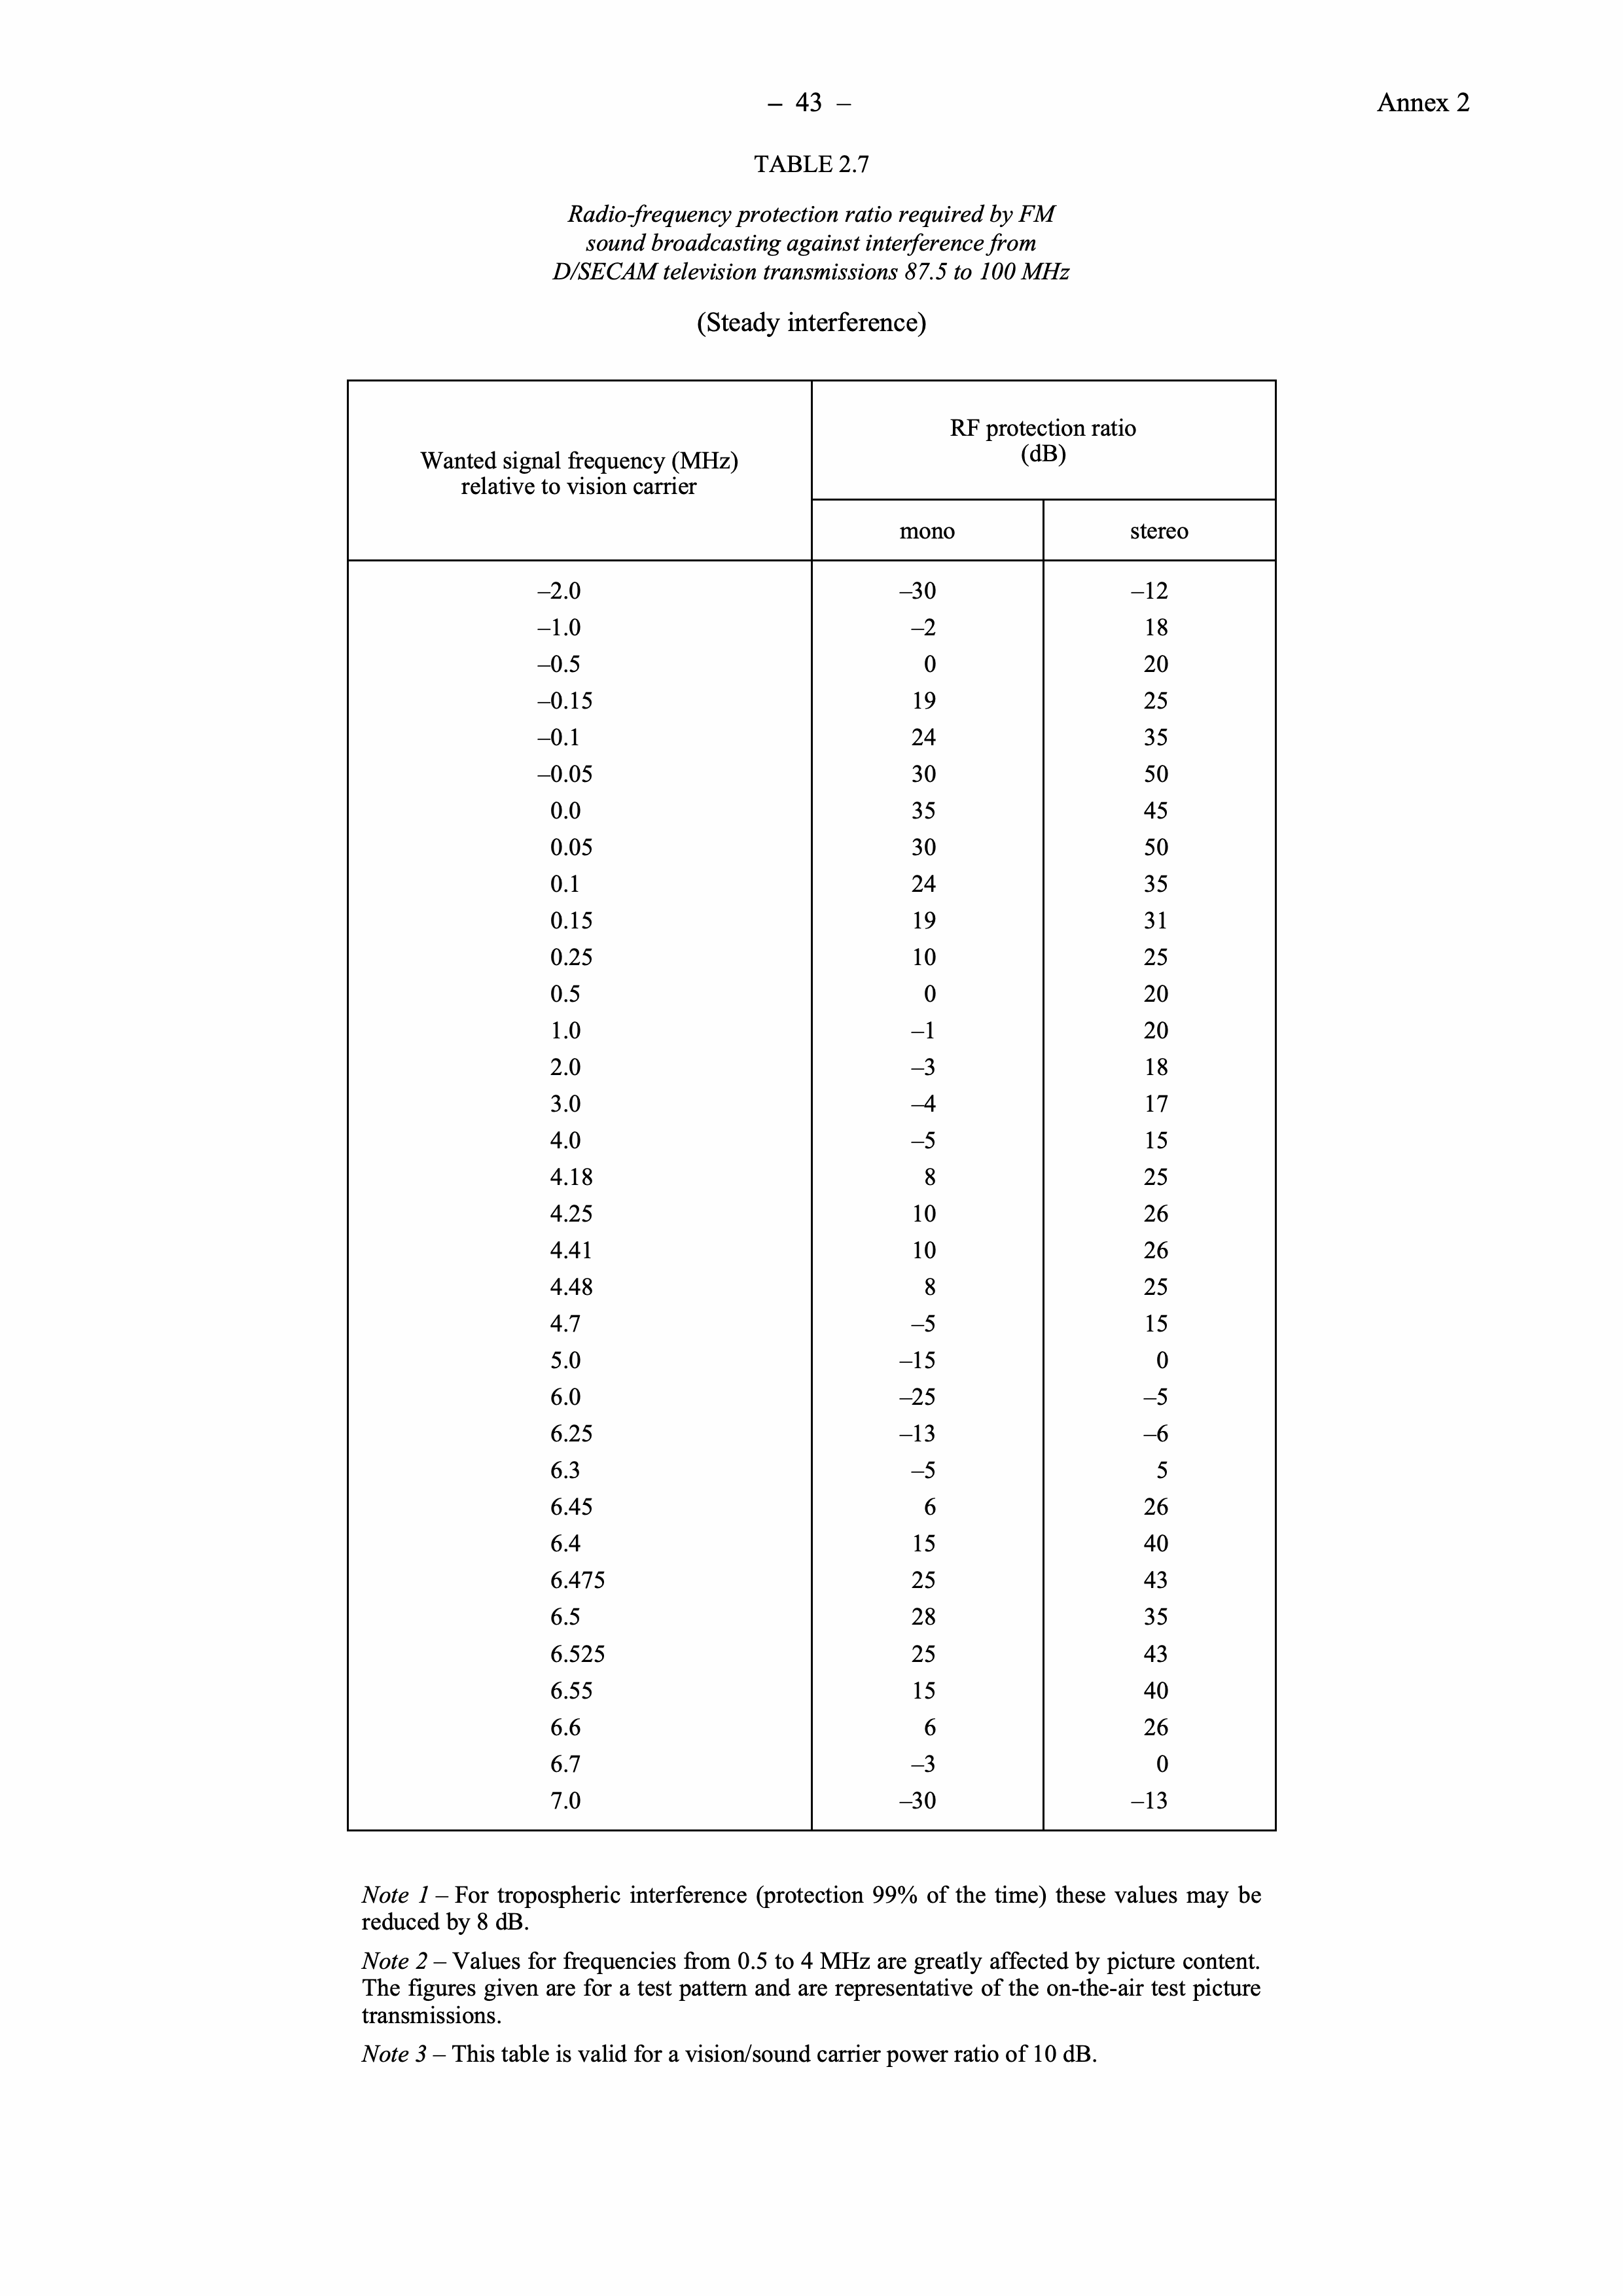 – 43 –
Annex 2
TABLE 2.7
Radio-frequency protection ratio required by FM
sound broadcasting against interference from
D/SECAM television transmissions 87.5 to 100 MHz
(Steady interference)
Wanted signal frequency (MHz)
relative to vision carrier
RF protection ratio
(dB)
mono stereo
–2.0 –30 –12
–1.0 –2 18
–0.5 0 20
–0.15 19 25
–0.1 24 35
–0.05 30 50
0.0 35 45
0.05 30 50
0.1 24 35
0.15 19 31
0.25 10 25
0.5 0 20
1.0 –1 20
2.0 –3 18
3.0 –4 17
4.0 –5 15
4.18 8 25
4.25 10 26
4.41 10 26
4.48 8 25
4.7 –5 15
5.0 –15 0
6.0 –25 –5
6.25 –13 –6
6.3 –5 5
6.45 6 26
6.4 15 40
6.475 25 43
6.5 28 35
6.525 25 43
6.55 15 40
6.6 6 26
6.7 –3 0
7.0 –30 –13
Note 1 – For tropospheric interference (protection 99% of the time) these values may be
reduced by 8 dB.
Note 2 – Values for frequencies from 0.5 to 4 MHz are greatly affected by picture content.
The figures given are for a test pattern and are representative of the on-the-air test picture
transmissions.
Note 3 – This table is valid for a vision/sound carrier power ratio of 10 dB.